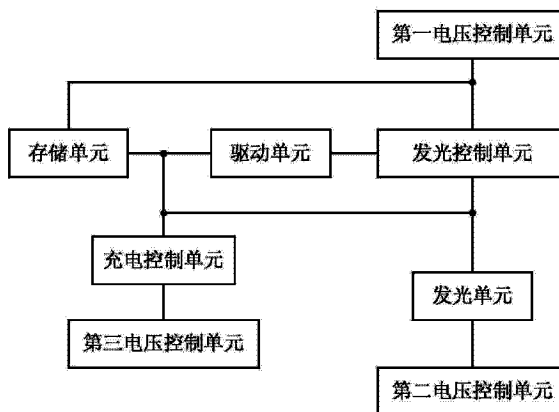 第一电压控制单元
存储单元
驱动单元
发光控制单元
充电控制单元
发光单元
第三电压控制单元
第二电压控制单元